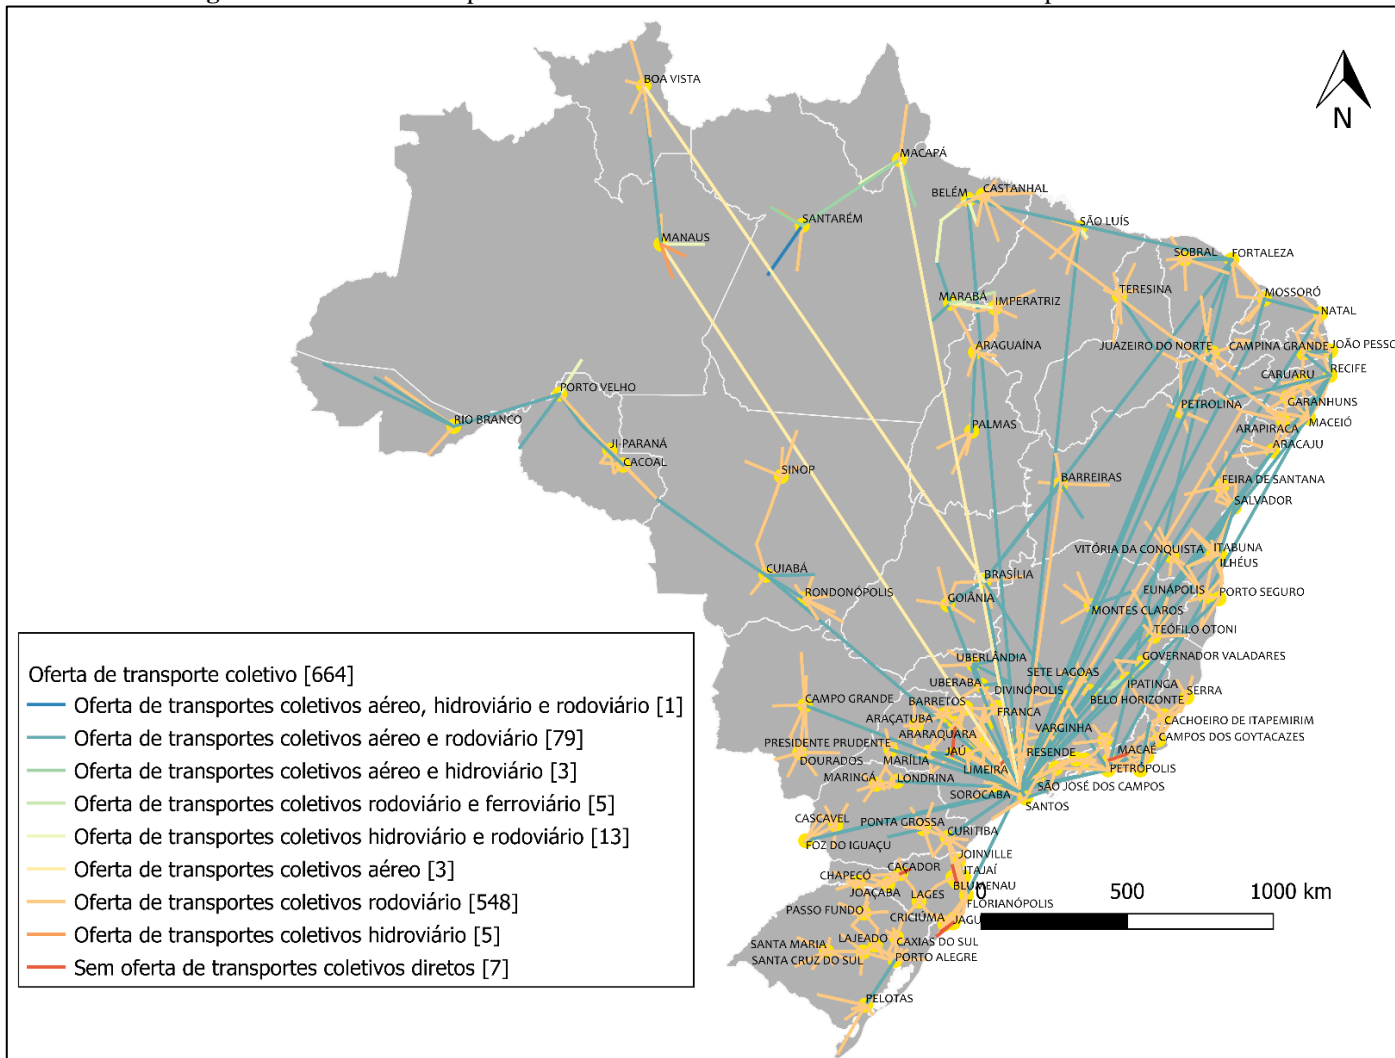 N
BOA VISTA
MACAPÁ
BELÉM
CASTANHAL
SANTARÉM
SÃO LUÍS
MANAUS
SOBRAL
FORTALEZA
MARABÁ
IMPERATRIZ
TERESINA
MOSSORÓ
NATAL
ARAGUAÍNA
JUAZEIRO DO NORTE
CAMPINA GRANDE
JOÃO PESSO
RECIFE
CARUARU
PORTO VELHO
GARANHUNS
PETROLINA
RIO BRANCO
PALMAS
ARAPIRACA
MACEIÓ
JI-PARANÁ
ARACAJU
CACOAL
SINOP
BARREIRAS
FEIRA DE SANTANA
SALVADOR
VITÓRIA DA CONQUISTA
ITABUNA
ILHÉUS
CUIABÁ
BRASÍLIA
RONDONÓPOLIS
GOIÂNIA
EUNÁPOLIS
PORTO SEGURO
MONTES CLAROS
TEÓFILO OTONI
UBERLÂNDIA
SETE LAGOAS
GOVERNADOR VALADARES
UBERABA
DIVINÓPOLIS
IPATINGA
BELO HORIZONTE
SERRA
CAMPO GRANDE
BARRETOS
FRANCA
ARAÇATUBA
VARGINHA
CACHOEIRO DE ITAPEMIRIM
ARARAQUARA
CAMPOS DOS GOYTACAZES
PRESIDENTE PRUDENTE
JAÚ
RESENDE
MACAÉ
DOURADOS
MARÍLIA
LIMEIRA
PETRÓPOLIS
MARINGÁ
LONDRINA
SOROCABA
SÃO JOSÉ DOS CAMPOS
SANTOS
CASCAVEL
PONTA GROSSA
CURITIBA
FOZ DO IGUAÇU
JOINVILLE
CAÇADOR
ITAJAÍ
CHAPECÓ
BLUMENAU
JOAÇABA
LAGES
FLORIANÓPOLIS
PASSO FUNDO
CRICIÚMA
JAGU
LAJEADO
CAXIAS DO SUL
SANTA MARIA
SANTA CRUZ DO SUL
PORTO ALEGRE
PELOTAS
0 500 1000 km
Oferta de transporte coletivo [664]
Oferta de transportes coletivos aéreo, hidroviário e rodoviário [1]
Oferta de transportes coletivos aéreo e rodoviário [79]
Oferta de transportes coletivos aéreo e hidroviário [3]
Oferta de transportes coletivos rodoviário e ferroviário [5]
Oferta de transportes coletivos hidroviário e rodoviário [13]
Oferta de transportes coletivos aéreo [3]
Oferta de transportes coletivos rodoviário [548]
Oferta de transportes coletivos hidroviário [5]
Sem oferta de transportes coletivos diretos [7]